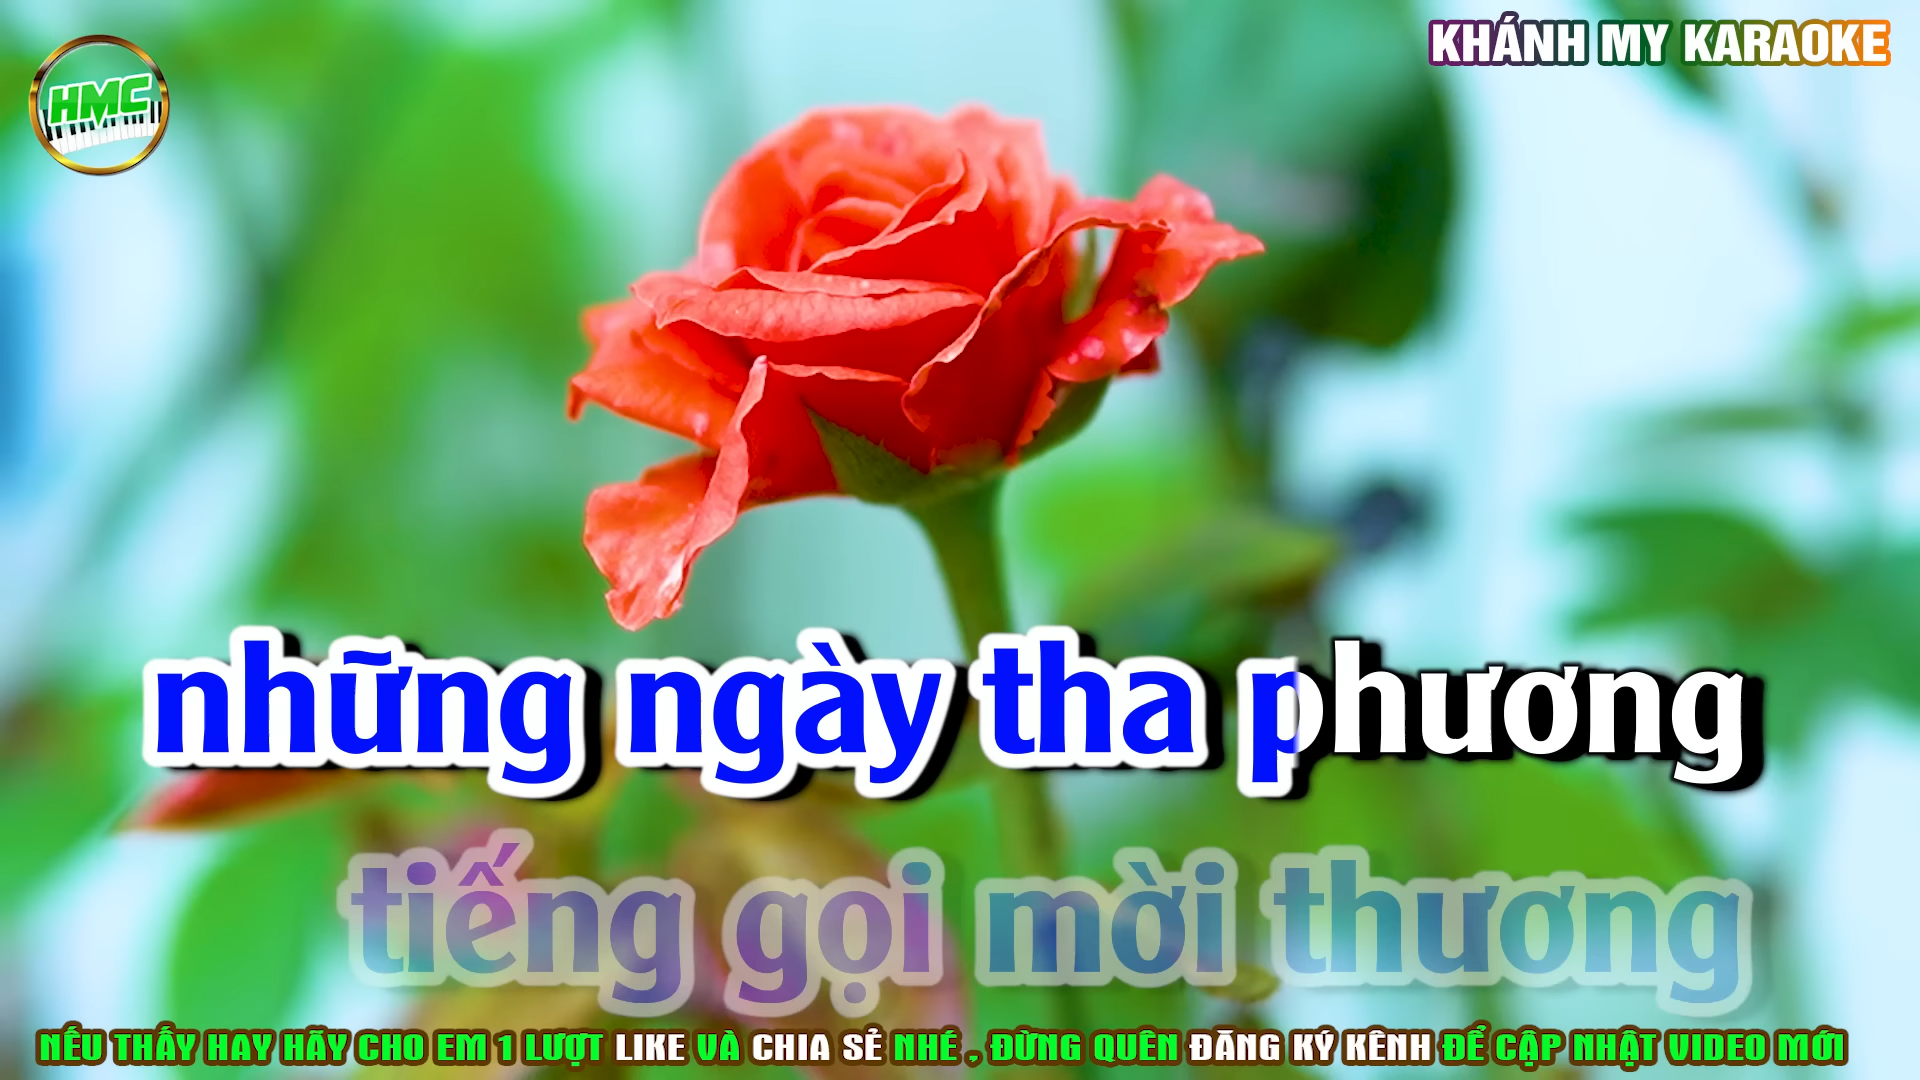 KHÁNH MY KARAOKE
HMC
những ngày tha phương
tiếng gọi mời thương
NẾU THẤY HAY HÃY CHO EM 1 LƯỢT LIKE VÀ CHIA SẺ NHÉ , ĐỪNG QUÊN ĐĂNG KÝ KÊNH ĐỂ CẬP NHẬT VIDEO MỚI